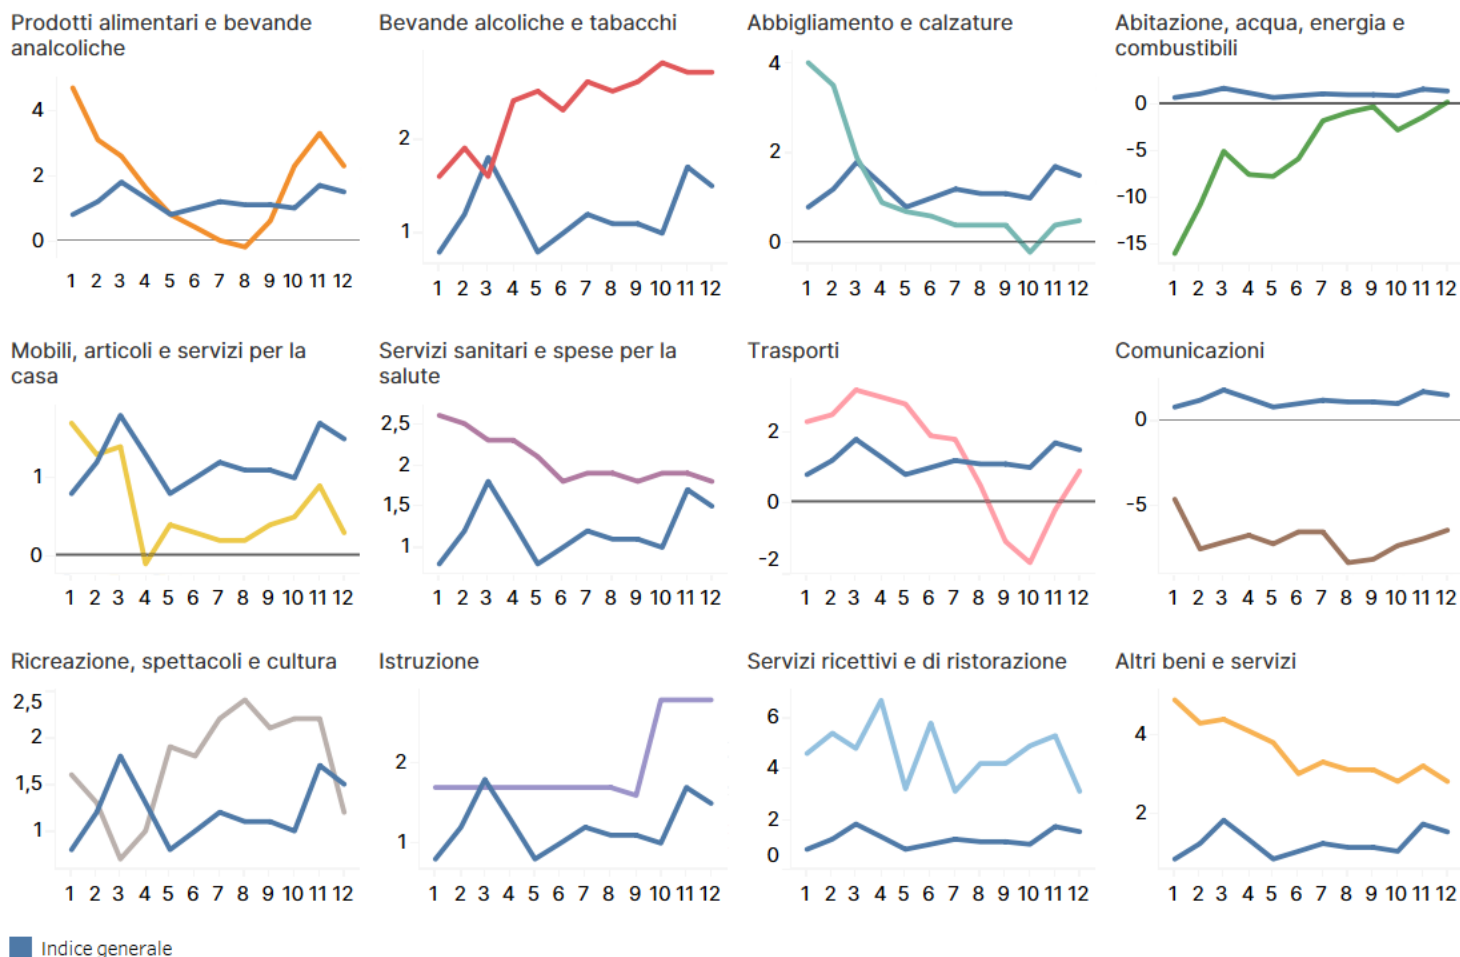 Prodotti alimentari e bevande
analcoliche
4
2
0
1 2 3 4 5 6 7 8 9 10 11 12
Bevande alcoliche e tabacchi
2
1
1 2 3 4 5 6 7 8 9 10 11 12
Abbigliamento e calzature
4
2
0
1 2 3 4 5 6 7 8 9 10 11 12
Abitazione, acqua, energia e
combustibili
0
-5
-10
-15
1 2 3 4 5 6 7 8 9 10 11 12
Mobili, articoli e servizi per la
casa
1
0
1 2 3 4 5 6 7 8 9 10 11 12
Servizi sanitari e spese per la
salute
2,5
2
1,5
1
1 2 3 4 5 6 7 8 9 10 11 12
Trasporti
2
0
-2
1 2 3 4 5 6 7 8 9 10 11 12
Comunicazioni
0
-5
1 2 3 4 5 6 7 8 9 10 11 12
Ricreazione, spettacoli e cultura
2,5
2
1,5
1
1 2 3 4 5 6 7 8 9 10 11 12
Istruzione
2
1
1 2 3 4 5 6 7 8 9 10 11 12
Servizi ricettivi e di ristorazione
6
4
2
0
1 2 3 4 5 6 7 8 9 10 11 12
Altri beni e servizi
4
2
1 2 3 4 5 6 7 8 9 10 11 12
Indice generale